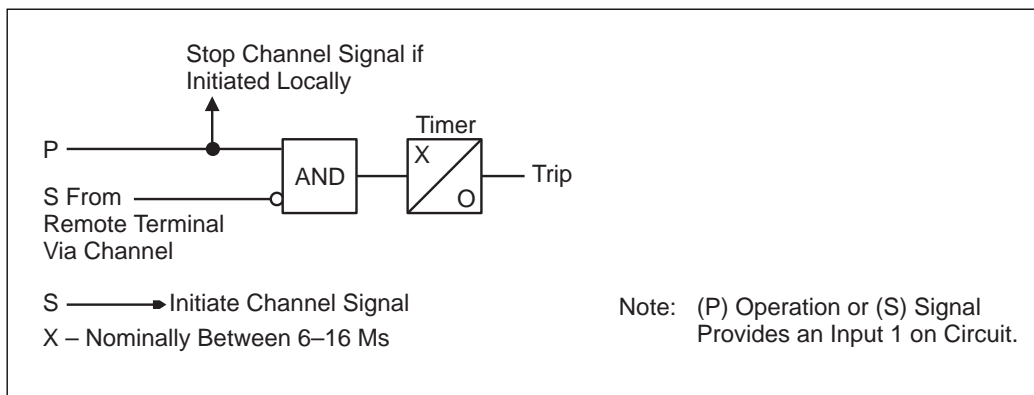 Stop Channel Signal if
Initiated Locally
Timer
P
X
AND
O
Trip
S From
Remote Terminal
Via Channel
S Initiate Channel Signal
X – Nominally Between 6–16 Ms
Note: (P) Operation or (S) Signal
Provides an Input 1 on Circuit.